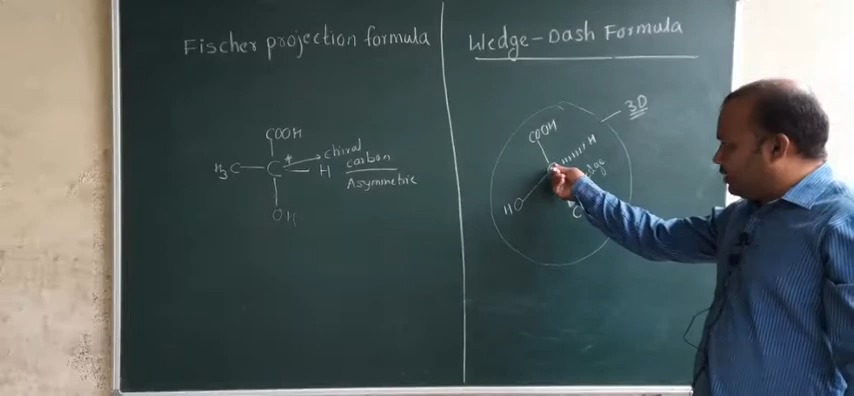 Fischer projection formula
COOH
H3C — C* — H
chiral
carbon
Asymmetric
OH
Wedge-Dash Formula
3D
COOH
H
HO
C